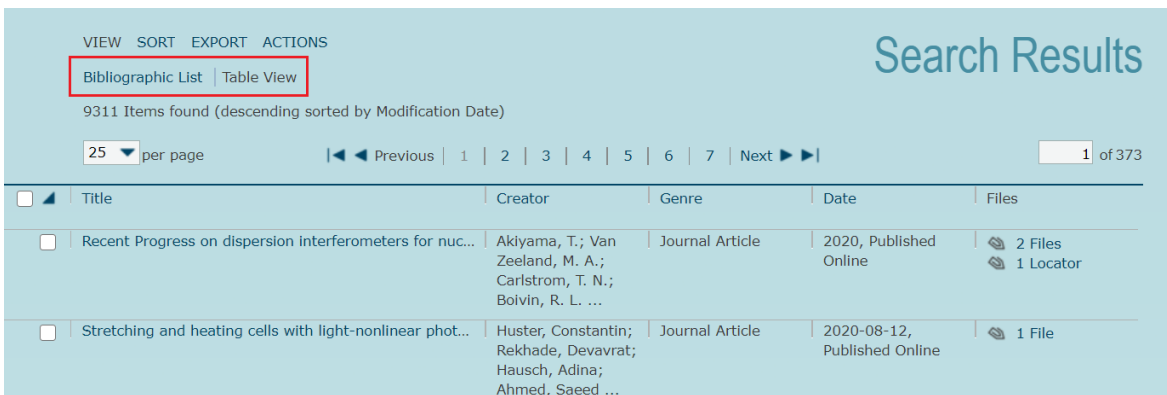 VIEW SORT EXPORT ACTIONS
Search Results
Bibliographic List | Table View
9311 Items found (descending sorted by Modification Date)
25 per page
Previous | 1 | 2 | 3 | 4 | 5 | 6 | 7 | Next
1 of 373
Title Creator Genre Date Files
Recent Progress on dispersion interferometers for nuc... Akiyama, T.; Van Journal Article 2020, Published 2 Files
Zeeland, M. A.; Online 1 Locator
Carlstrom, T. N.;
Boivin, R. L. ...
Stretching and heating cells with light-nonlinear phot... Huster, Constantin; Journal Article 2020-08-12, 1 File
Rekhade, Devavrat; Published Online
Hausch, Adina;
Ahmed, Saeed ...